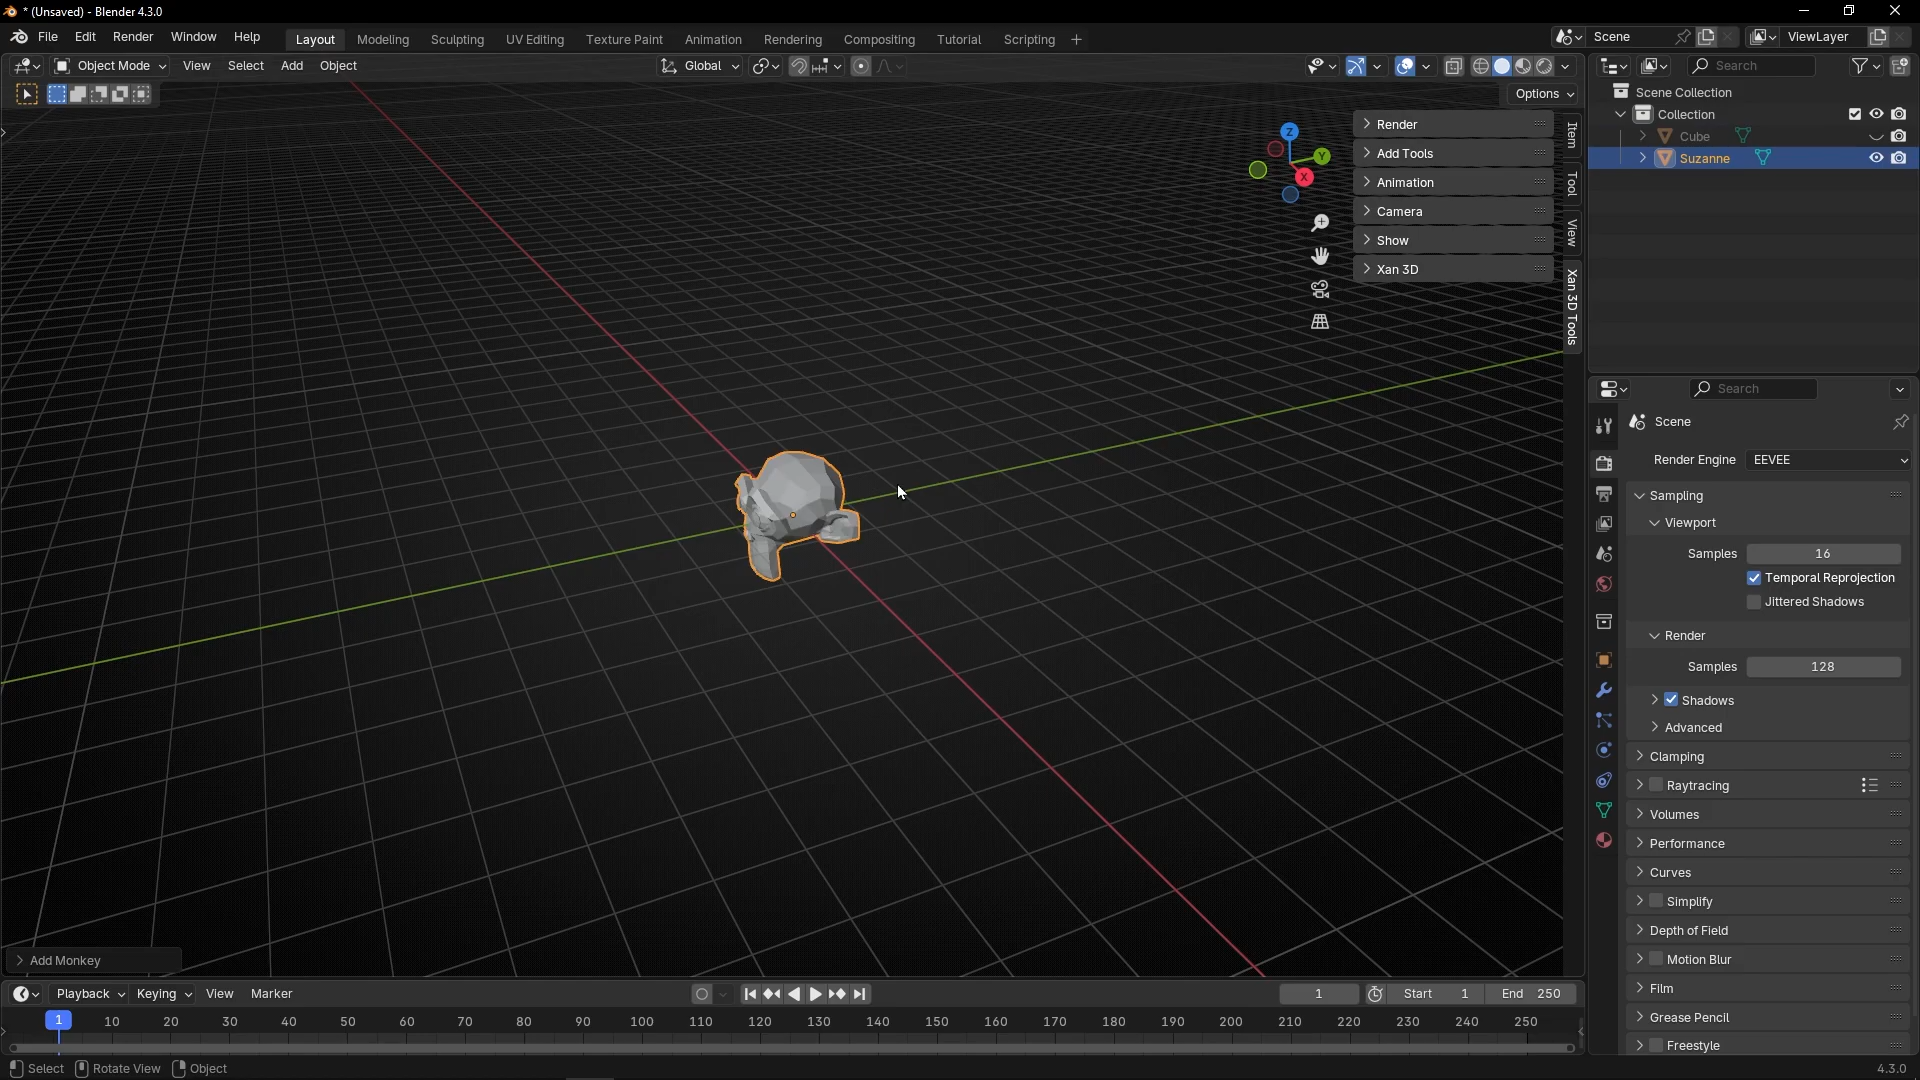 * (Unsaved) - Blender 4.3.0
File Edit Render Window Help Layout Modeling Sculpting UV Editing Texture Paint Animation Rendering Compositing Tutorial Scripting + Scene ViewLayer
Object Mode View Select Add Object Global Search
Options
Z
Y
X
Render
Add Tools
Animation
Camera
Show
Xan 3D
Item
Tool
View
Xan 3D Tools
Scene Collection
Collection
Cube
Suzanne
Search
Scene
Render Engine EEVEE
Sampling
Viewport
Samples 16
Temporal Reprojection
Jittered Shadows
Render
Samples 128
Shadows
Advanced
Clamping
Raytracing
Volumes
Performance
Curves
Simplify
Depth of Field
Motion Blur
Film
Grease Pencil
Freestyle
Add Monkey
Playback Keying View Marker 1 Start 1 End 250
1 10 20 30 40 50 60 70 80 90 100 110 120 130 140 150 160 170 180 190 200 210 220 230 240 250
Select Rotate View Object 4.3.0